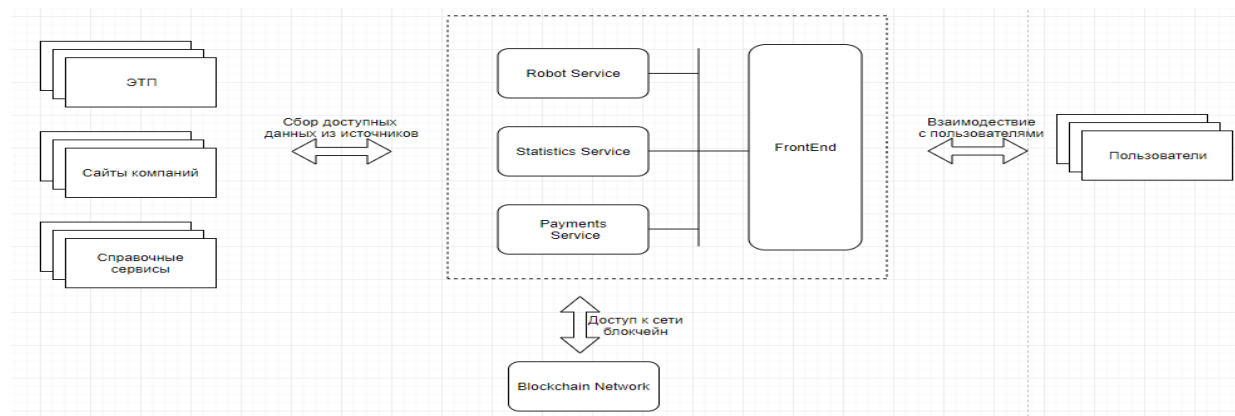 ЭТП
Сайты компаний
Справочные
сервисы
Сбор доступных
данных из источников
Robot Service
Statistics Service
Payments
Service
FrontEnd
Взаимодествие
с пользователями
Пользователи
Доступ к сети
блокчейн
Blockchain Network